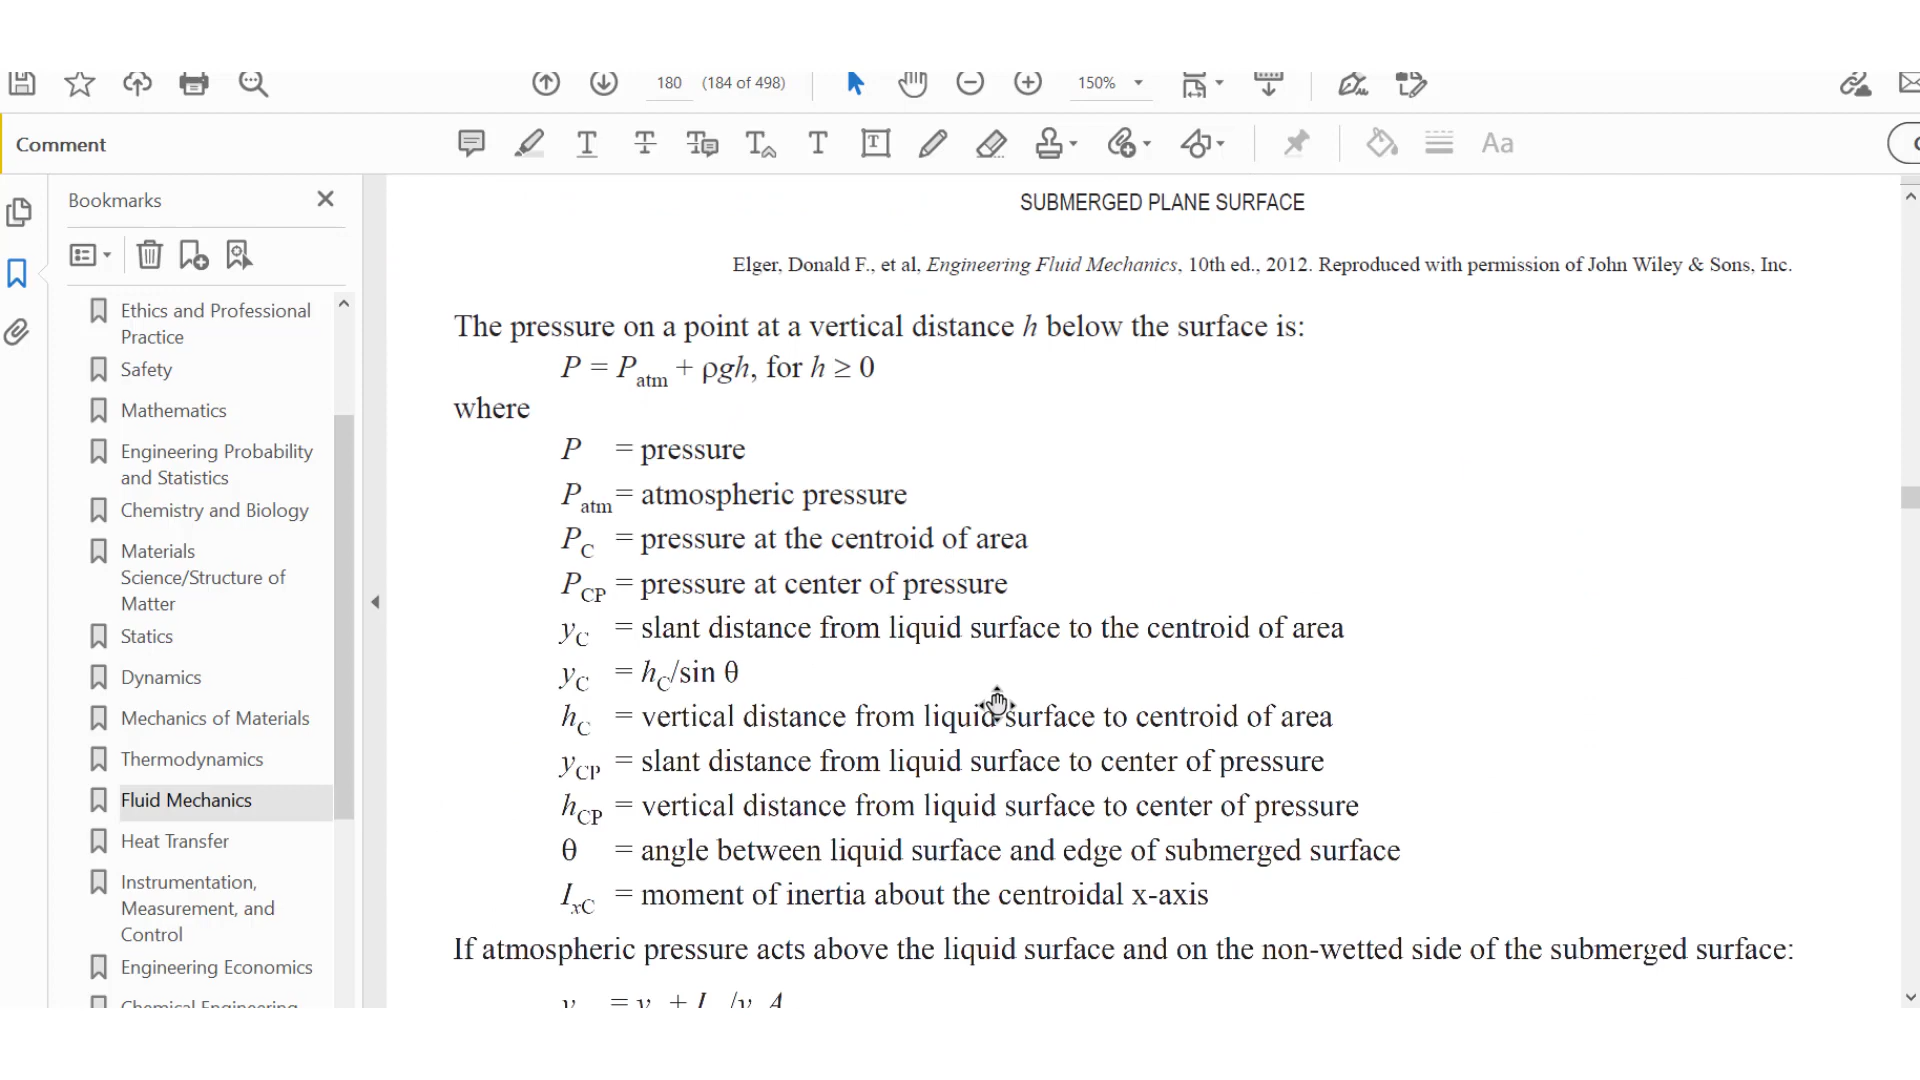 180 (184 of 498)
150%
Comment
Aa
Bookmarks
Ethics and Professional
Practice
Safety
Mathematics
Engineering Probability
and Statistics
Chemistry and Biology
Materials
Science/Structure of
Matter
Statics
Dynamics
Mechanics of Materials
Thermodynamics
Fluid Mechanics
Heat Transfer
Instrumentation,
Measurement, and
Control
Engineering Economics
Chemical Engineering
SUBMERGED PLANE SURFACE
Elger, Donald F., et al, Engineering Fluid Mechanics, 10th ed., 2012. Reproduced with permission of John Wiley & Sons, Inc.
The pressure on a point at a vertical distance h below the surface is:
P = Patm + ρgh, for h ≥ 0
where
P = pressure
Patm = atmospheric pressure
PC = pressure at the centroid of area
PCP = pressure at center of pressure
yC = slant distance from liquid surface to the centroid of area
yC = hC/sin θ
hC = vertical distance from liquid surface to centroid of area
yCP = slant distance from liquid surface to center of pressure
hCP = vertical distance from liquid surface to center of pressure
θ = angle between liquid surface and edge of submerged surface
IxC = moment of inertia about the centroidal x-axis
If atmospheric pressure acts above the liquid surface and on the non-wetted side of the submerged surface: